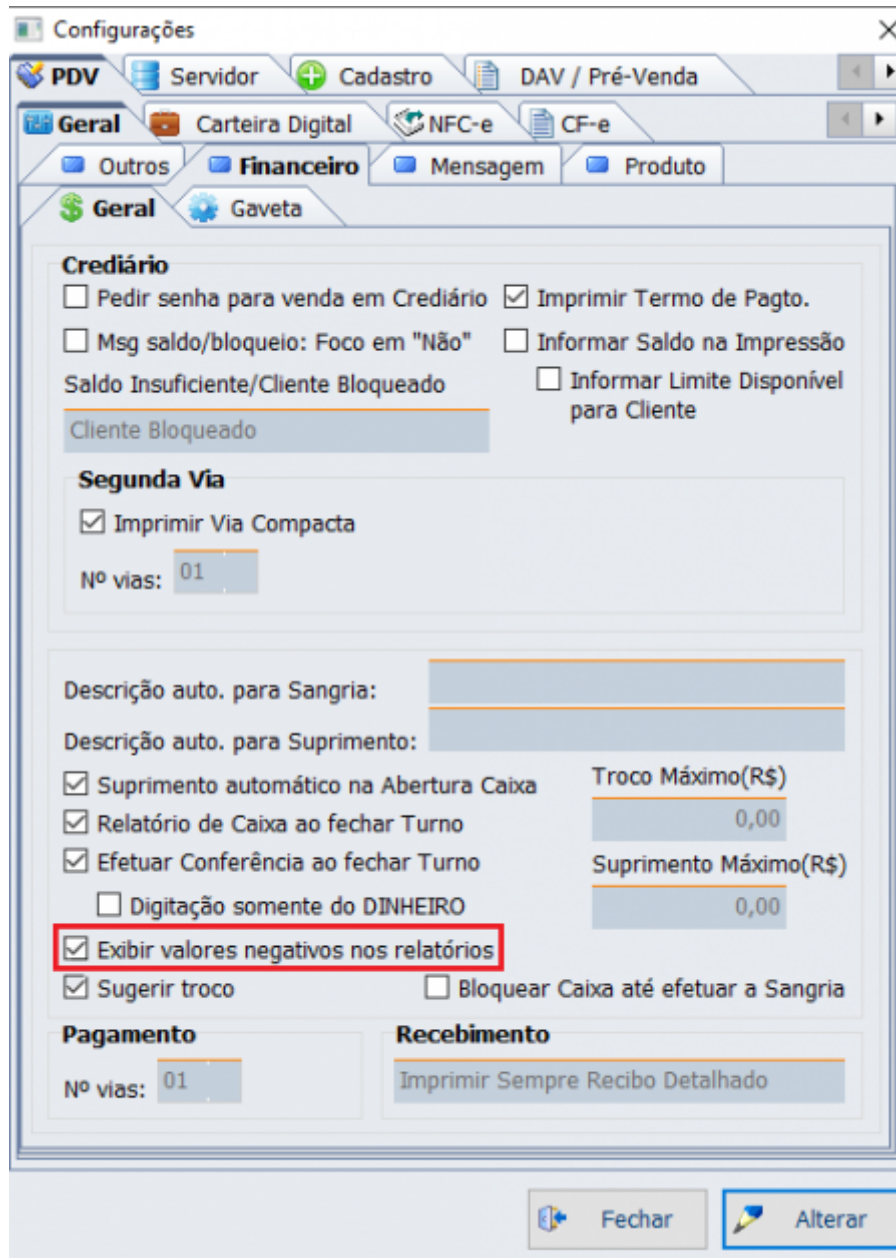 Configurações
PDV Servidor Cadastro DAV / Pré-Venda
Geral Carteira Digital NFC-e CF-e
Outros Financeiro Mensagem Produto
Geral Gaveta
Crediário
Pedir senha para venda em Crediário Imprimir Termo de Pagto.
Msg saldo/bloqueio: Foco em "Não" Informar Saldo na Impressão
Saldo Insuficiente/Cliente Bloqueado Informar Limite Disponível
para Cliente
Cliente Bloqueado
Segunda Via
Imprimir Via Compacta
Nº vias: 01
Descrição auto. para Sangria:
Descrição auto. para Suprimento:
Suprimento automático na Abertura Caixa Troco Máximo(R$)
Relatório de Caixa ao fechar Turno 0,00
Efetuar Conferência ao fechar Turno Suprimento Máximo(R$)
Digitação somente do DINHEIRO 0,00
Exibir valores negativos nos relatórios
Sugerir troco Bloquear Caixa até efetuar a Sangria
Pagamento Recebimento
Nº vias: 01 Imprimir Sempre Recibo Detalhado
Fechar Alterar